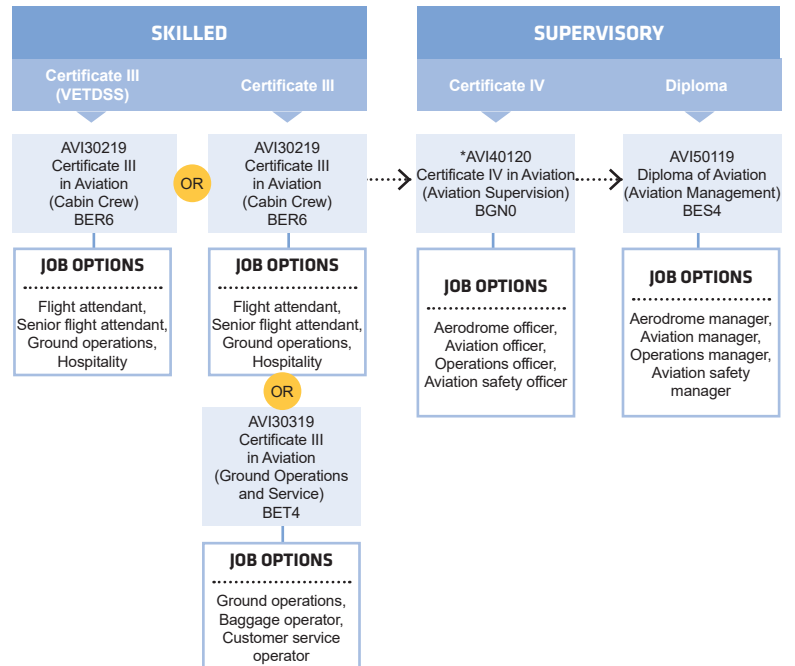 SKILLED
SUPERVISORY
Certificate III
(VETDSS)
Certificate III
Certificate IV
Diploma
AVI30219
Certificate III
in Aviation
(Cabin Crew)
BER6
OR
AVI30219
Certificate III
in Aviation
(Cabin Crew)
BER6
*AVI40120
Certificate IV in Aviation
(Aviation Supervision)
BGN0
AVI50119
Diploma of Aviation
(Aviation Management)
BES4
JOB OPTIONS
Flight attendant,
Senior flight attendant,
Ground operations,
Hospitality
JOB OPTIONS
Flight attendant,
Senior flight attendant,
Ground operations,
Hospitality
JOB OPTIONS
Aerodrome officer,
Aviation officer,
Operations officer,
Aviation safety officer
JOB OPTIONS
Aerodrome manager,
Aviation manager,
Operations manager,
Aviation safety
manager
OR
AVI30319
Certificate III
in Aviation
(Ground Operations
and Service)
BET4
JOB OPTIONS
Ground operations,
Baggage operator,
Customer service
operator